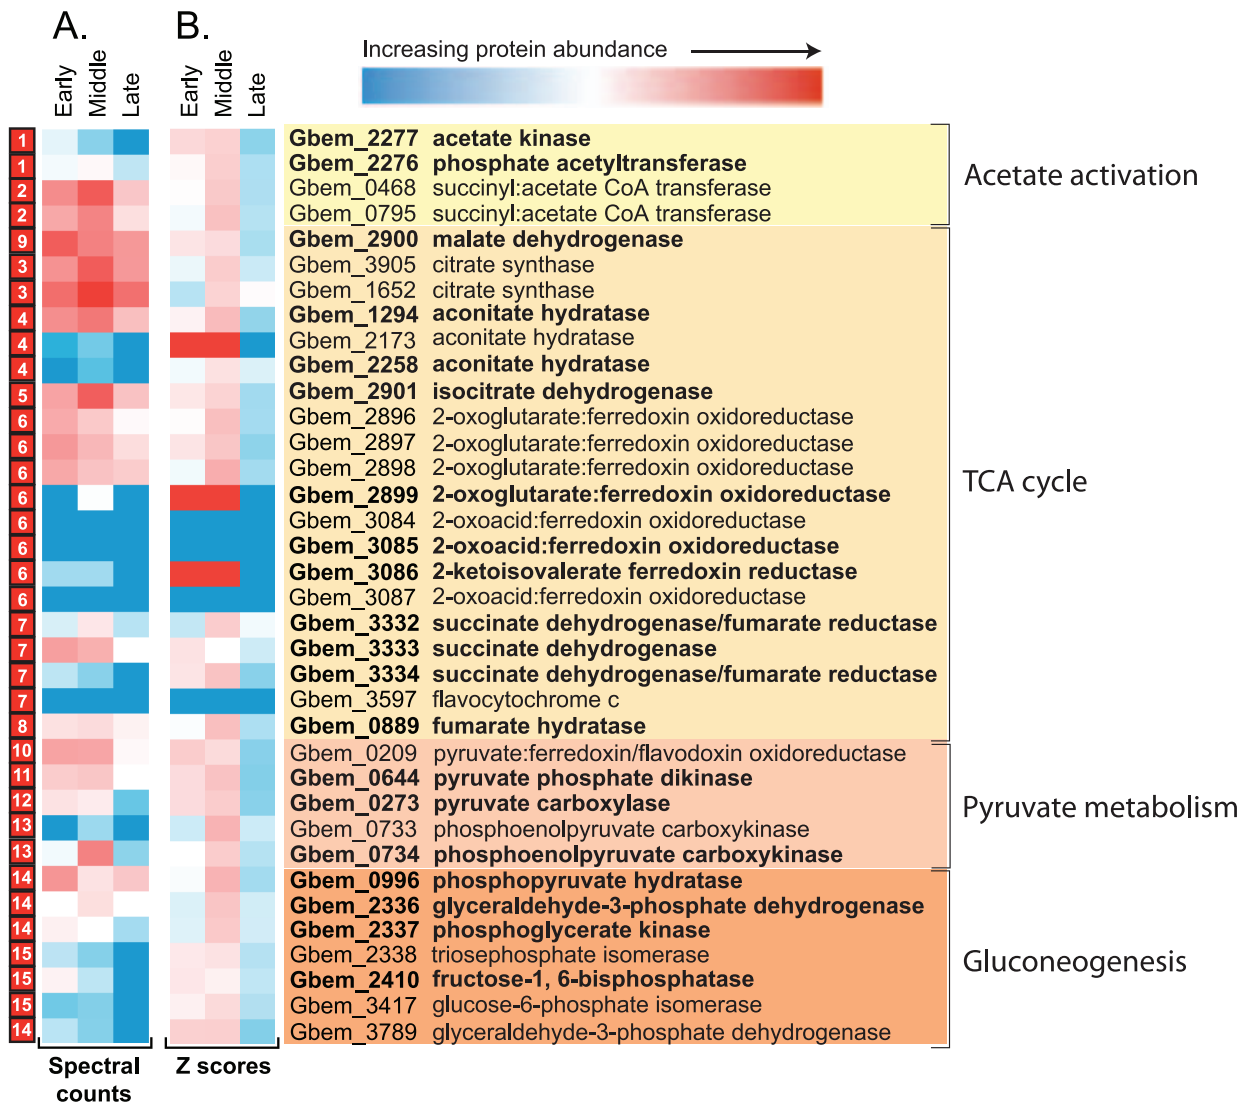 A. B.
Increasing protein abundance
Early Middle Late Early Middle Late
1 Gbem_2277 acetate kinase
1 Gbem_2276 phosphate acetyltransferase
2 Gbem_0468 succinyl:acetate CoA transferase
2 Gbem_0795 succinyl:acetate CoA transferase
Acetate activation
9 Gbem_2900 malate dehydrogenase
3 Gbem_3905 citrate synthase
3 Gbem_1652 citrate synthase
4 Gbem_1294 aconitate hydratase
4 Gbem_2173 aconitate hydratase
4 Gbem_2258 aconitate hydratase
5 Gbem_2901 isocitrate dehydrogenase
6 Gbem_2896 2-oxoglutarate:ferredoxin oxidoreductase
6 Gbem_2897 2-oxoglutarate:ferredoxin oxidoreductase
6 Gbem_2898 2-oxoglutarate:ferredoxin oxidoreductase
6 Gbem_2899 2-oxoglutarate:ferredoxin oxidoreductase
6 Gbem_3084 2-oxoacid:ferredoxin oxidoreductase
6 Gbem_3085 2-oxoacid:ferredoxin oxidoreductase
6 Gbem_3086 2-ketoisovalerate ferredoxin reductase
6 Gbem_3087 2-oxoacid:ferredoxin oxidoreductase
7 Gbem_3332 succinate dehydrogenase/fumarate reductase
7 Gbem_3333 succinate dehydrogenase
7 Gbem_3334 succinate dehydrogenase/fumarate reductase
7 Gbem_3597 flavocytochrome c
8 Gbem_0889 fumarate hydratase
TCA cycle
10 Gbem_0209 pyruvate:ferredoxin/flavodoxin oxidoreductase
11 Gbem_0644 pyruvate phosphate dikinase
12 Gbem_0273 pyruvate carboxylase
13 Gbem_0733 phosphoenolpyruvate carboxykinase
13 Gbem_0734 phosphoenolpyruvate carboxykinase
Pyruvate metabolism
14 Gbem_0996 phosphopyruvate hydratase
14 Gbem_2336 glyceraldehyde-3-phosphate dehydrogenase
14 Gbem_2337 phosphoglycerate kinase
15 Gbem_2338 triosephosphate isomerase
15 Gbem_2410 fructose-1, 6-bisphosphatase
15 Gbem_3417 glucose-6-phosphate isomerase
14 Gbem_3789 glyceraldehyde-3-phosphate dehydrogenase
Gluconeogenesis
Spectral counts
Z scores